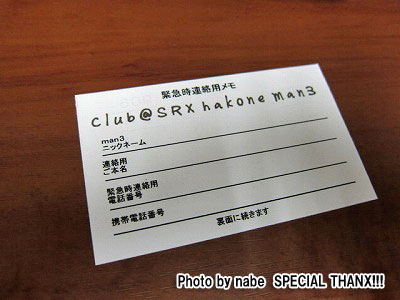 緊急時連絡用メモ
club@SRX hakone man3
man3
ニックネーム
連絡用
ご本名
緊急時連絡用
電話番号
携帯電話番号 裏面に続きます
Photo by nabe SPECIAL THANX!!!